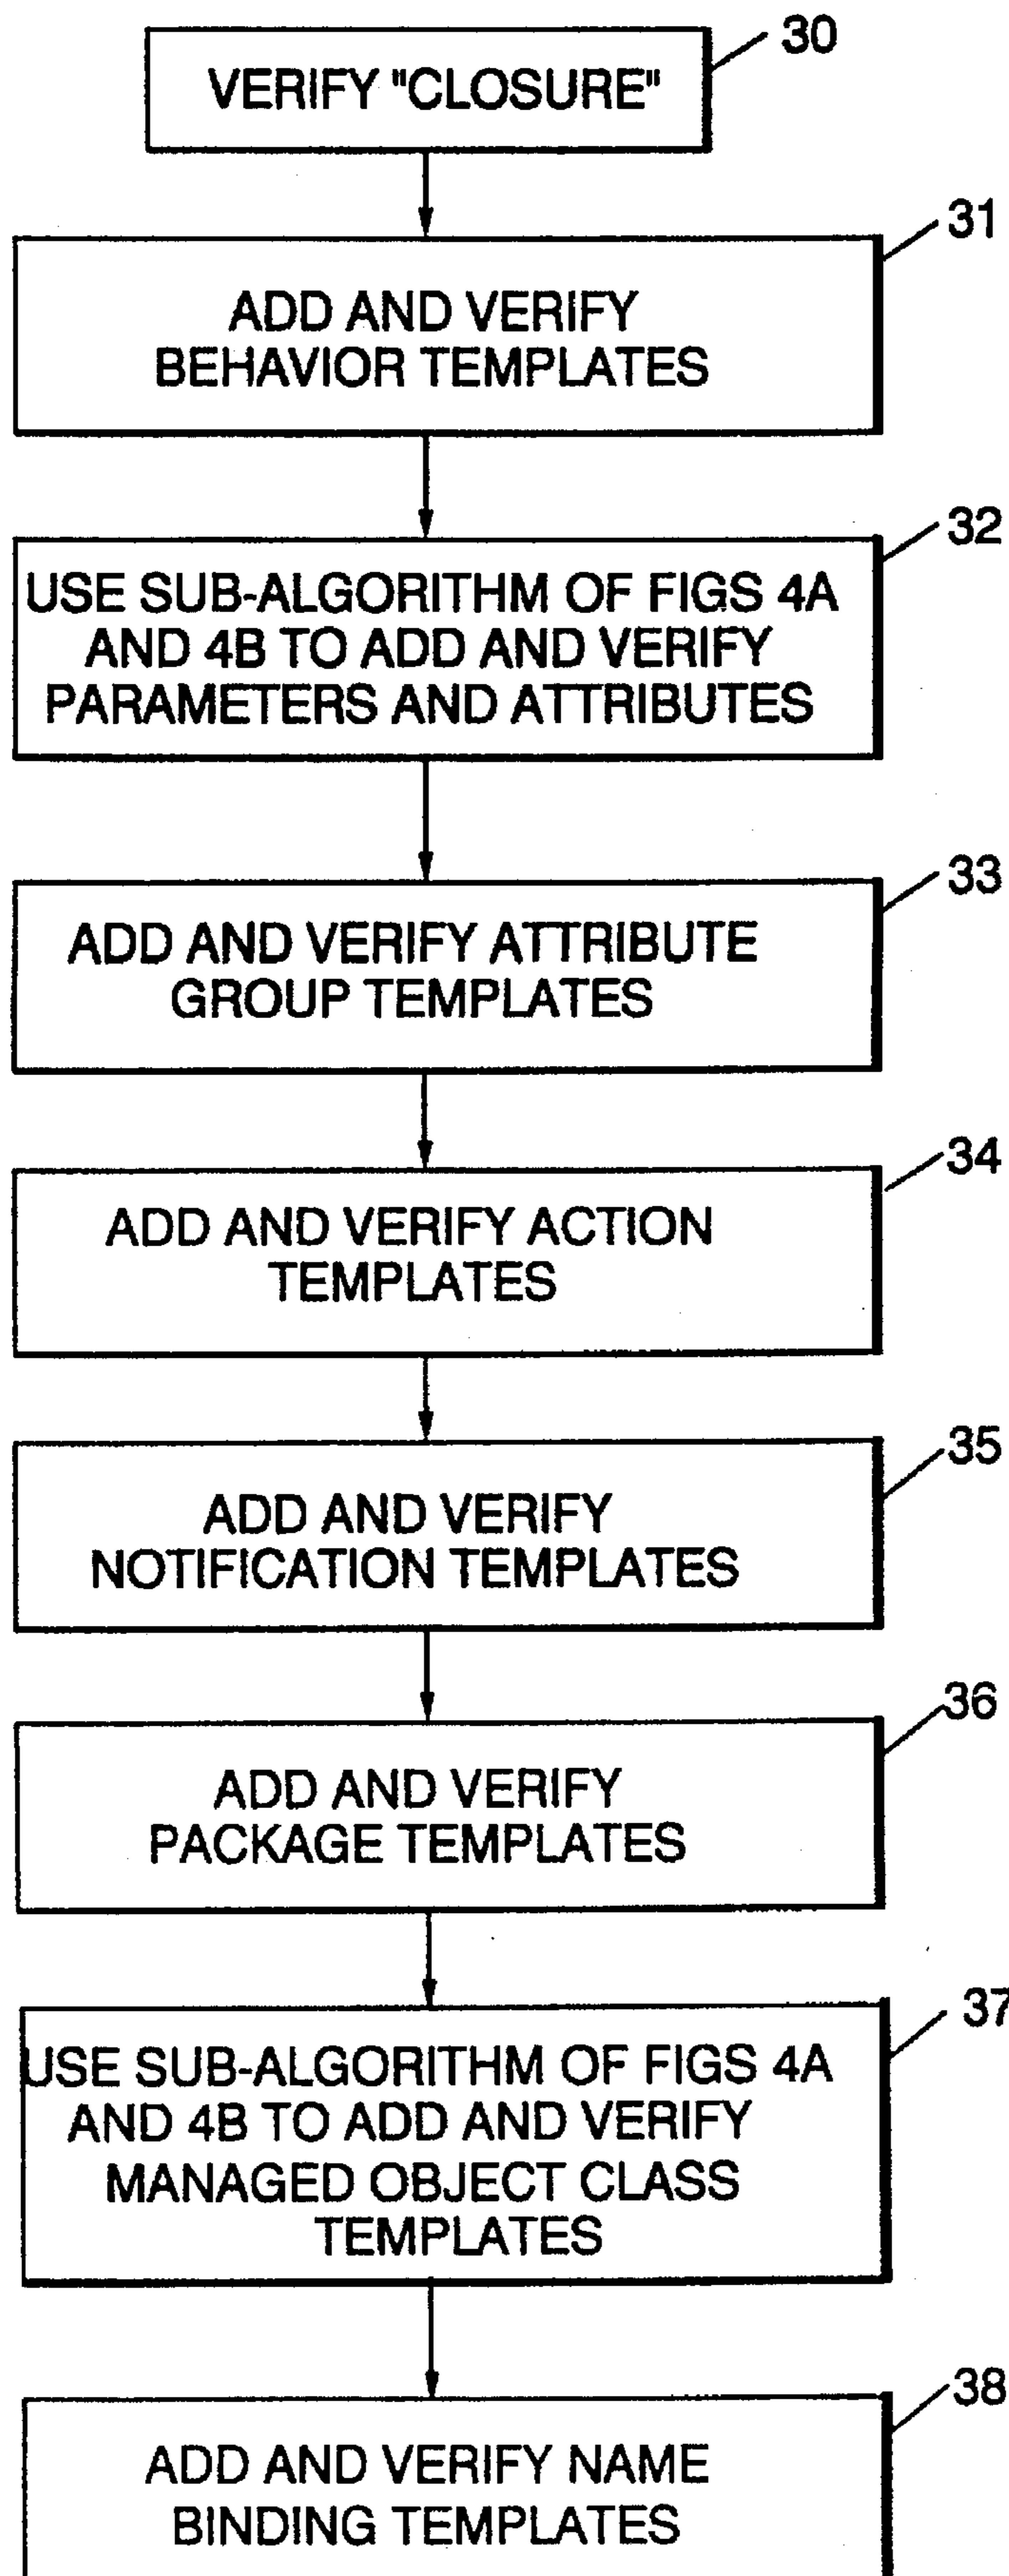 30
VERIFY "CLOSURE"
31
ADD AND VERIFY
BEHAVIOR TEMPLATES
32
USE SUB-ALGORITHM OF FIGS 4A
AND 4B TO ADD AND VERIFY
PARAMETERS AND ATTRIBUTES
33
ADD AND VERIFY ATTRIBUTE
GROUP TEMPLATES
34
ADD AND VERIFY ACTION
TEMPLATES
35
ADD AND VERIFY
NOTIFICATION TEMPLATES
36
ADD AND VERIFY
PACKAGE TEMPLATES
37
USE SUB-ALGORITHM OF FIGS 4A
AND 4B TO ADD AND VERIFY
MANAGED OBJECT CLASS
TEMPLATES
38
ADD AND VERIFY NAME
BINDING TEMPLATES